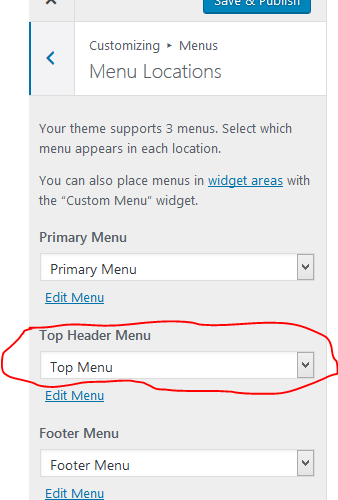 Save & Publish
Customizing ▸ Menus
Menu Locations
Your theme supports 3 menus. Select which
menu appears in each location.
You can also place menus in widget areas with
the “Custom Menu” widget.
Primary Menu
Primary Menu
Edit Menu
Top Header Menu
Top Menu
Edit Menu
Footer Menu
Footer Menu
Edit Menu